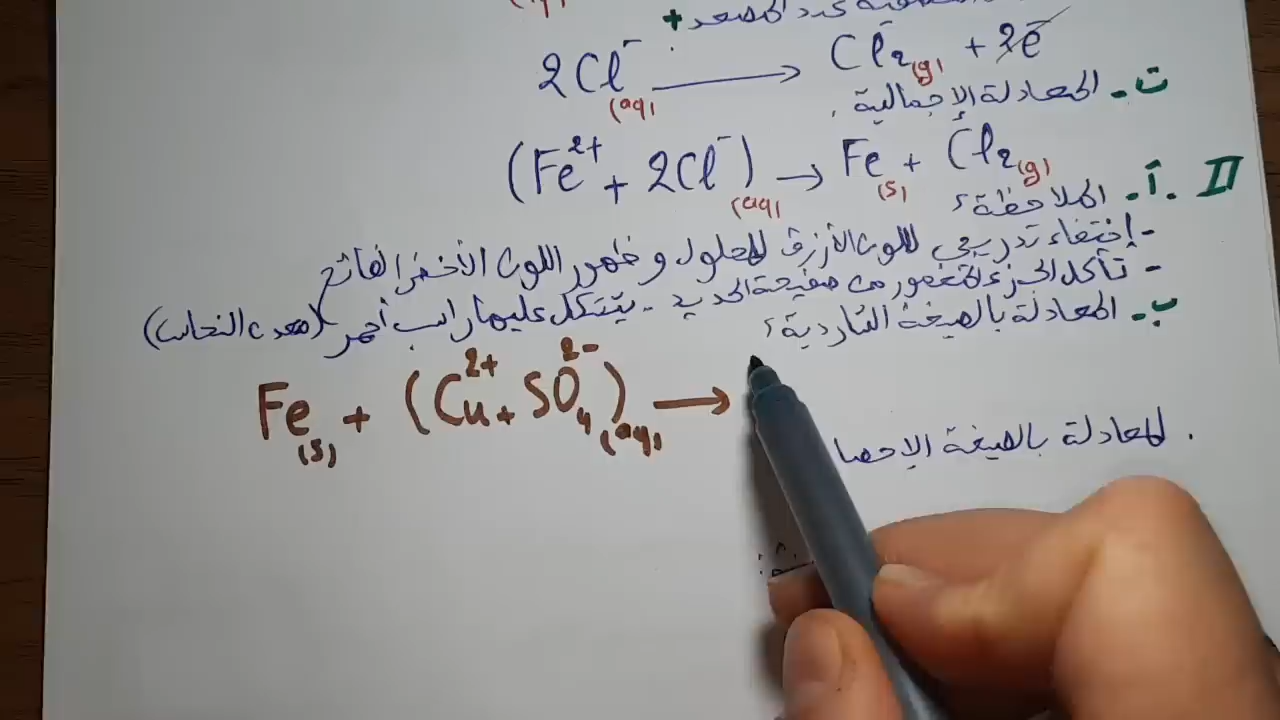 عند المصعد +
2Cl⁻(aq) → Cl₂(g) + 2e⁻
ت. المعادلة الإجمالية
(Fe²⁺ + 2Cl⁻)(aq) → Fe(s) + Cl₂(g)
II أ. الملاحظة؟
- إختفاء تدريجي للون الأزرق للمحلول و ظهور اللون الأخضر الفاتح
- تآكل الجزء المغمور من صفيحة الحديد - يتشكل عليها راسب أحمر (معدن النحاس)
ب. المعادلة بالصيغة الشاردية؟
Fe(s) + (Cu²⁺ + SO₄²⁻)(aq) →
. المعادلة بالصيغة الإحصا